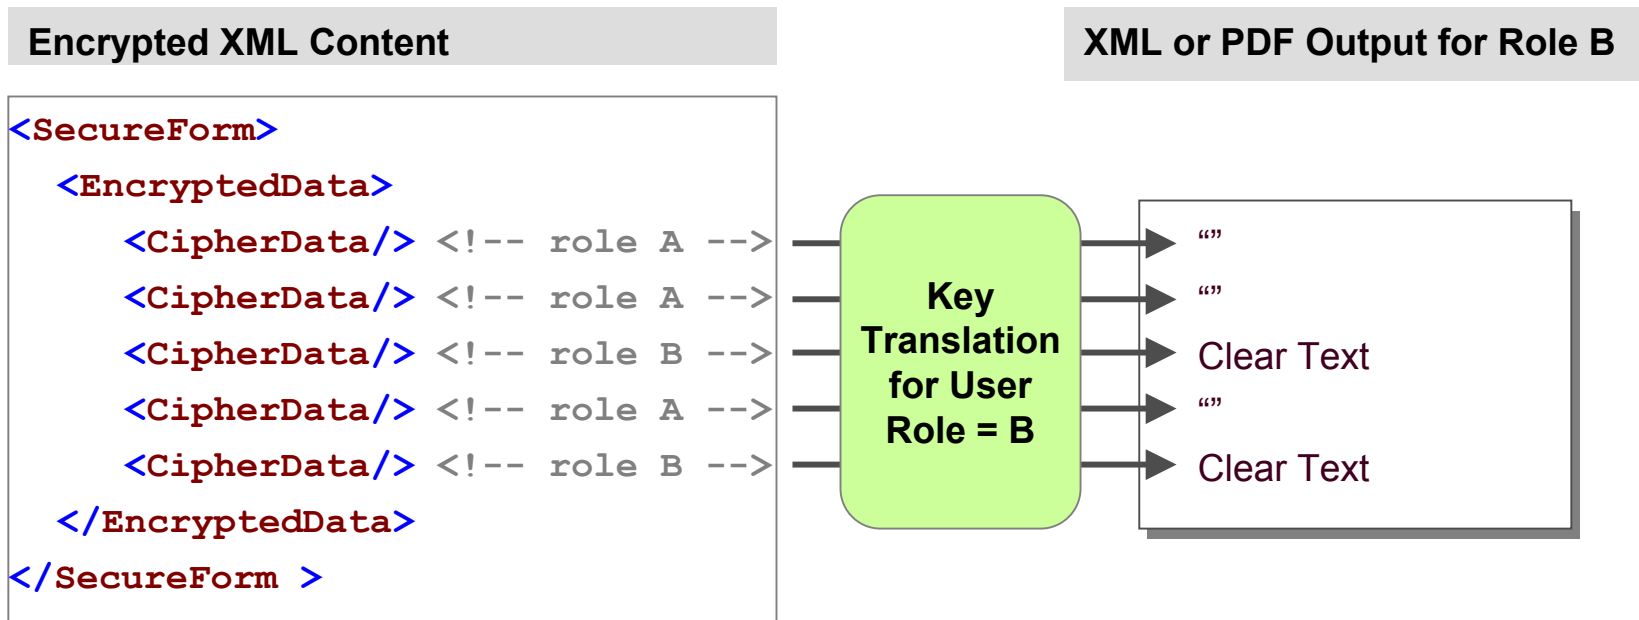 Encrypted XML Content
XML or PDF Output for Role B
<SecureForm>
<EncryptedData>
<CipherData/> <!-- role A -->
<CipherData/> <!-- role A -->
<CipherData/> <!-- role B -->
<CipherData/> <!-- role A -->
<CipherData/> <!-- role B -->
</EncryptedData>
</SecureForm >
Key
Translation
for User
Role = B
“”
“”
Clear Text
“”
Clear Text